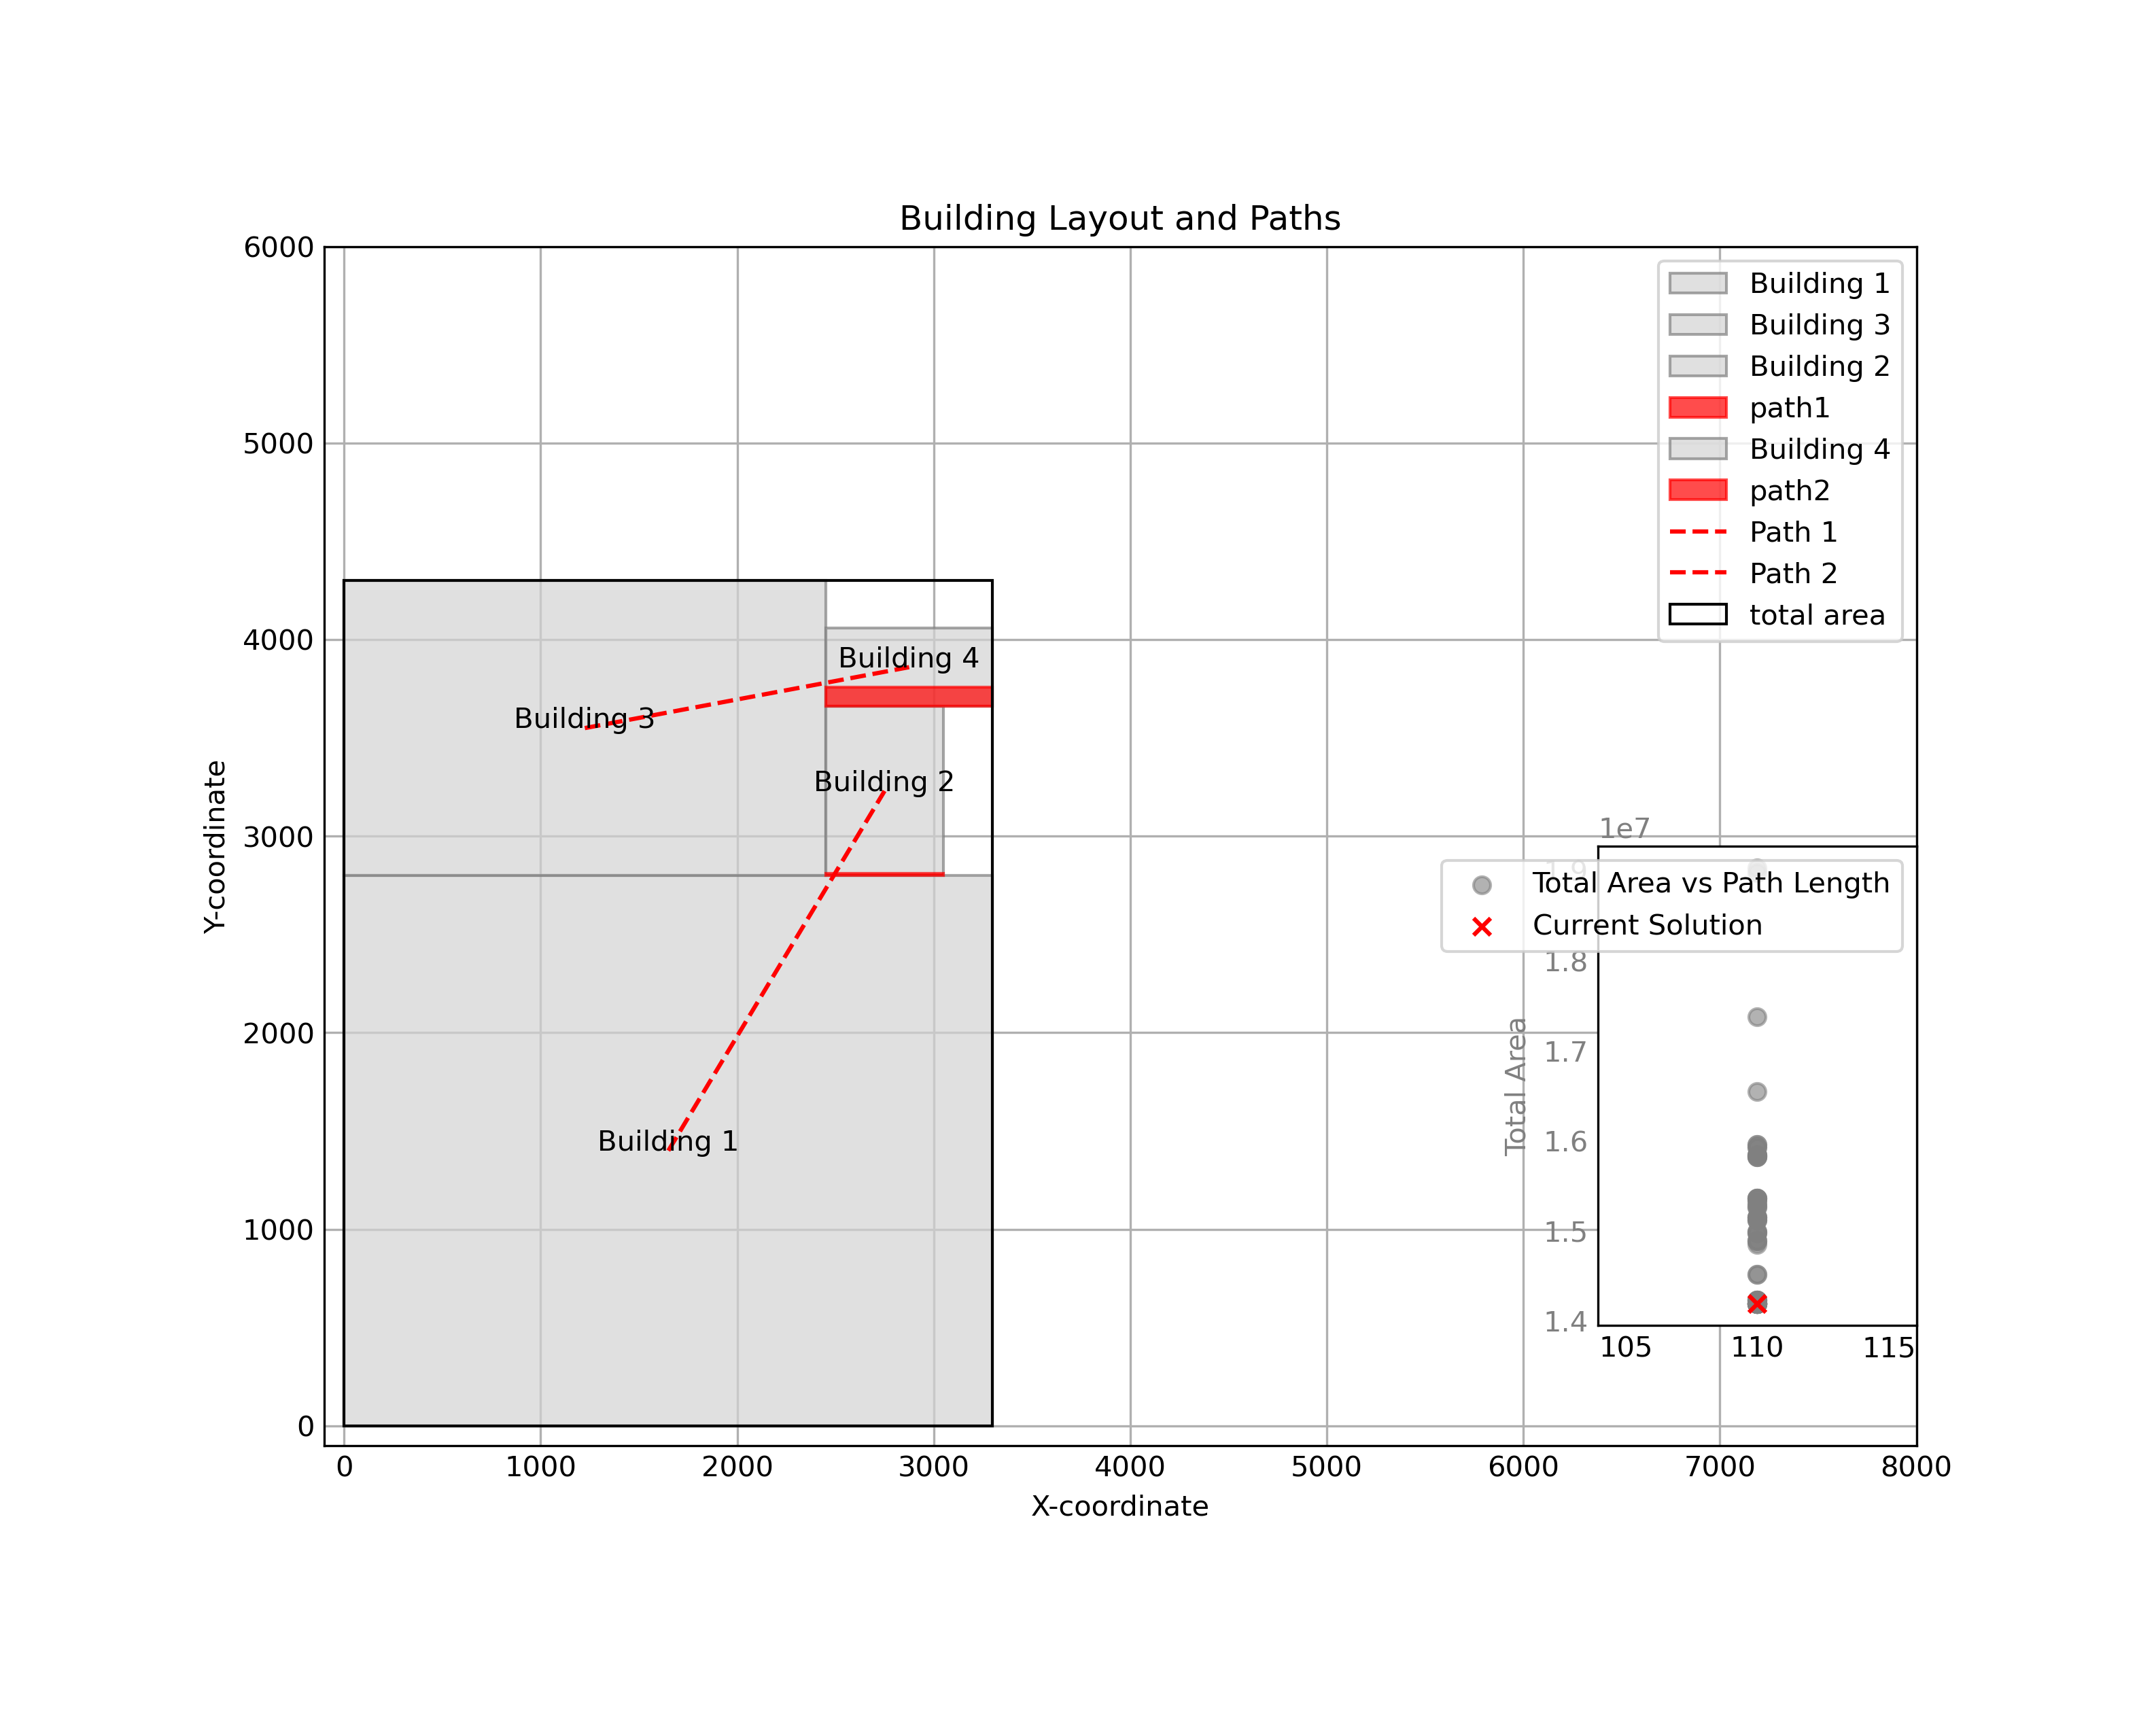 Building Layout and Paths
6000
5000
4000
3000
2000
1000
0
Y-coordinate
0
1000
2000
3000
4000
5000
6000
7000
8000
X-coordinate
Building 4
Building 3
Building 2
Building 1
Building 1
Building 3
Building 2
path1
Building 4
path2
Path 1
Path 2
total area
1e7
Total Area vs Path Length
Current Solution
1.9
1.8
1.7
1.6
1.5
1.4
Total Area
105
110
115